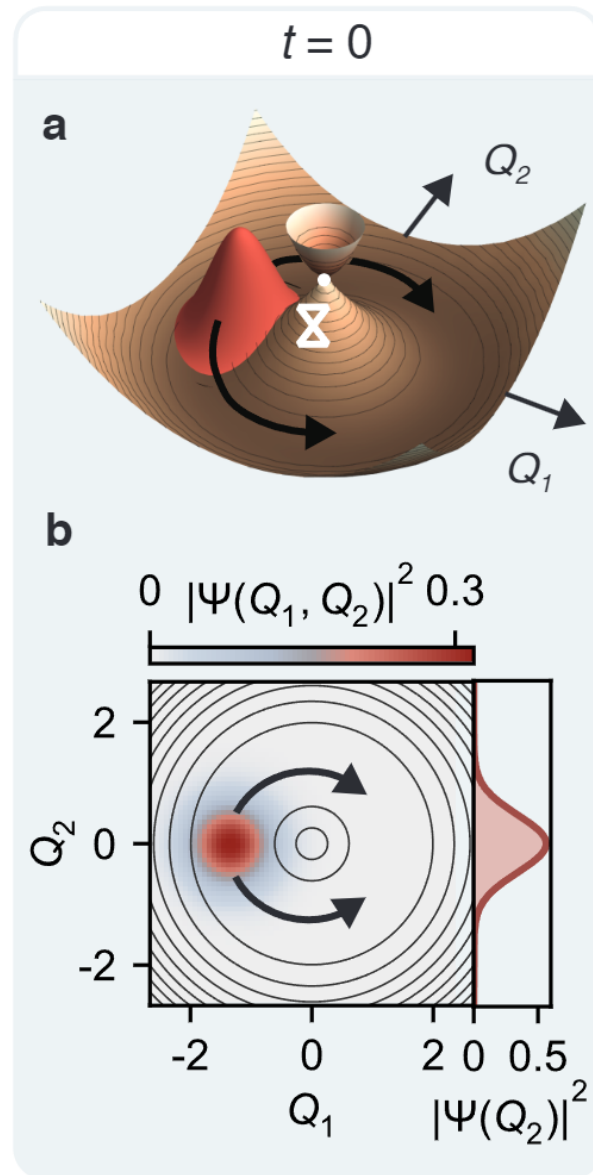 t = 0
a
Q₂
Q₁
b
0 |Ψ(Q₁, Q₂)|² 0.3
2
Q₂ 0
-2
-2 0 2 0 0.5
Q₁ |Ψ(Q₂)|²